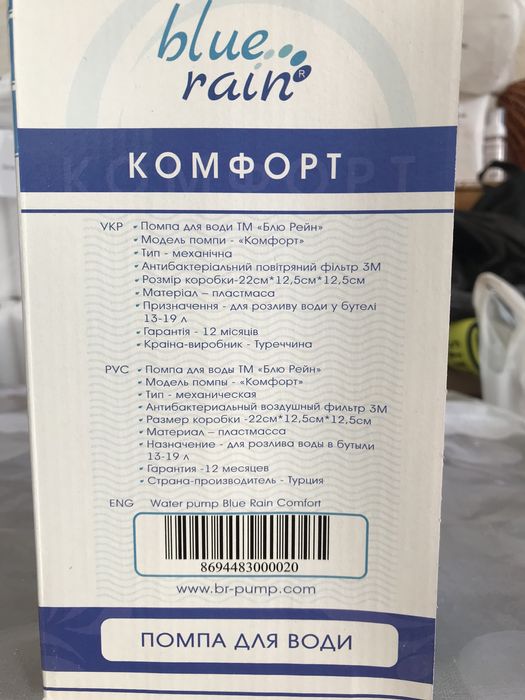 blue
rain®
КОМФОРТ
УКР
Помпа для води ТМ «Блю Рейн»
Модель помпи - «Комфорт»
Тип - механічна
Антибактеріальний повітряний фільтр 3М
Розмір коробки-22см*12,5см*12,5см
Матеріал – пластмаса
Призначення - для розливу води у бутелі
13-19 л
Гарантія - 12 місяців
Країна-виробник - Туреччина
РУС
Помпа для воды ТМ «Блю Рейн»
Модель помпы - «Комфорт»
Тип - механическая
Антибактериальный воздушный фильтр 3М
Размер коробки -22см*12,5см*12,5см
Материал – пластмасса
Назначение - для розлива воды в бутыли
13-19 л
Гарантия -12 месяцев
Страна-производитель - Турция
ENG Water pump Blue Rain Comfort
8694483000020
www.br-pump.com
ПОМПА ДЛЯ ВОДИ